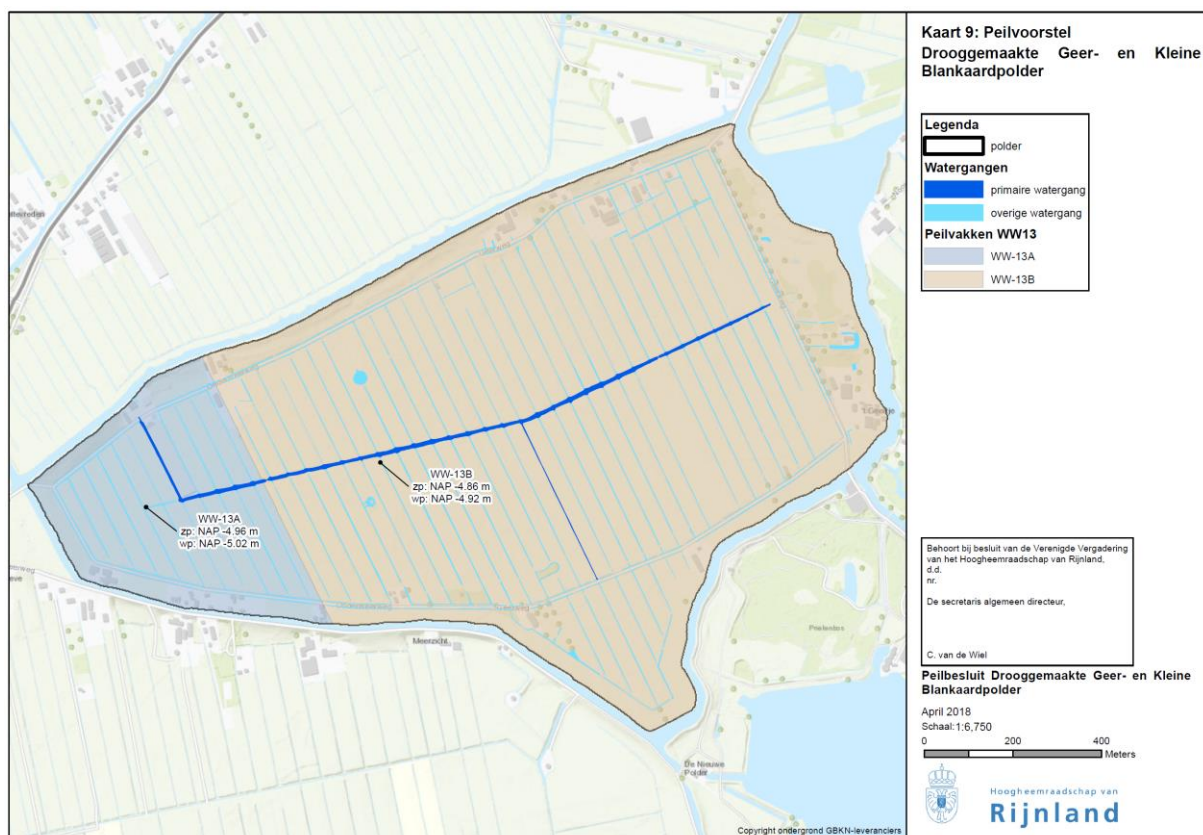 Kaart 9: Peilvoorstel
Drooggemaakte Geer- en Kleine
Blankaardpolder
Legenda
polder
Watergangen
primaire watergang
overige watergang
Peilvakken WW13
WW-13A
WW-13B
WW-13B
zp: NAP -4.86 m
wp: NAP -4.92 m
WW-13A
zp: NAP -4.96 m
wp: NAP -5.02 m
Meerzicht
De Nieuwe
Polder
Behoort bij besluit van de Verenigde Vergadering
van het Hoogheemraadschap van Rijnland,
d.d.
nr.
De secretaris algemeen directeur,
C. van de Wiel
Peilbesluit Drooggemaakte Geer- en Kleine
Blankaardpolder
April 2018
Schaal:1:6,750
0 200 400
Meters
Hoogheemraadschap van
Rijnland
Copyright ondergrond GBKN-leveranciers